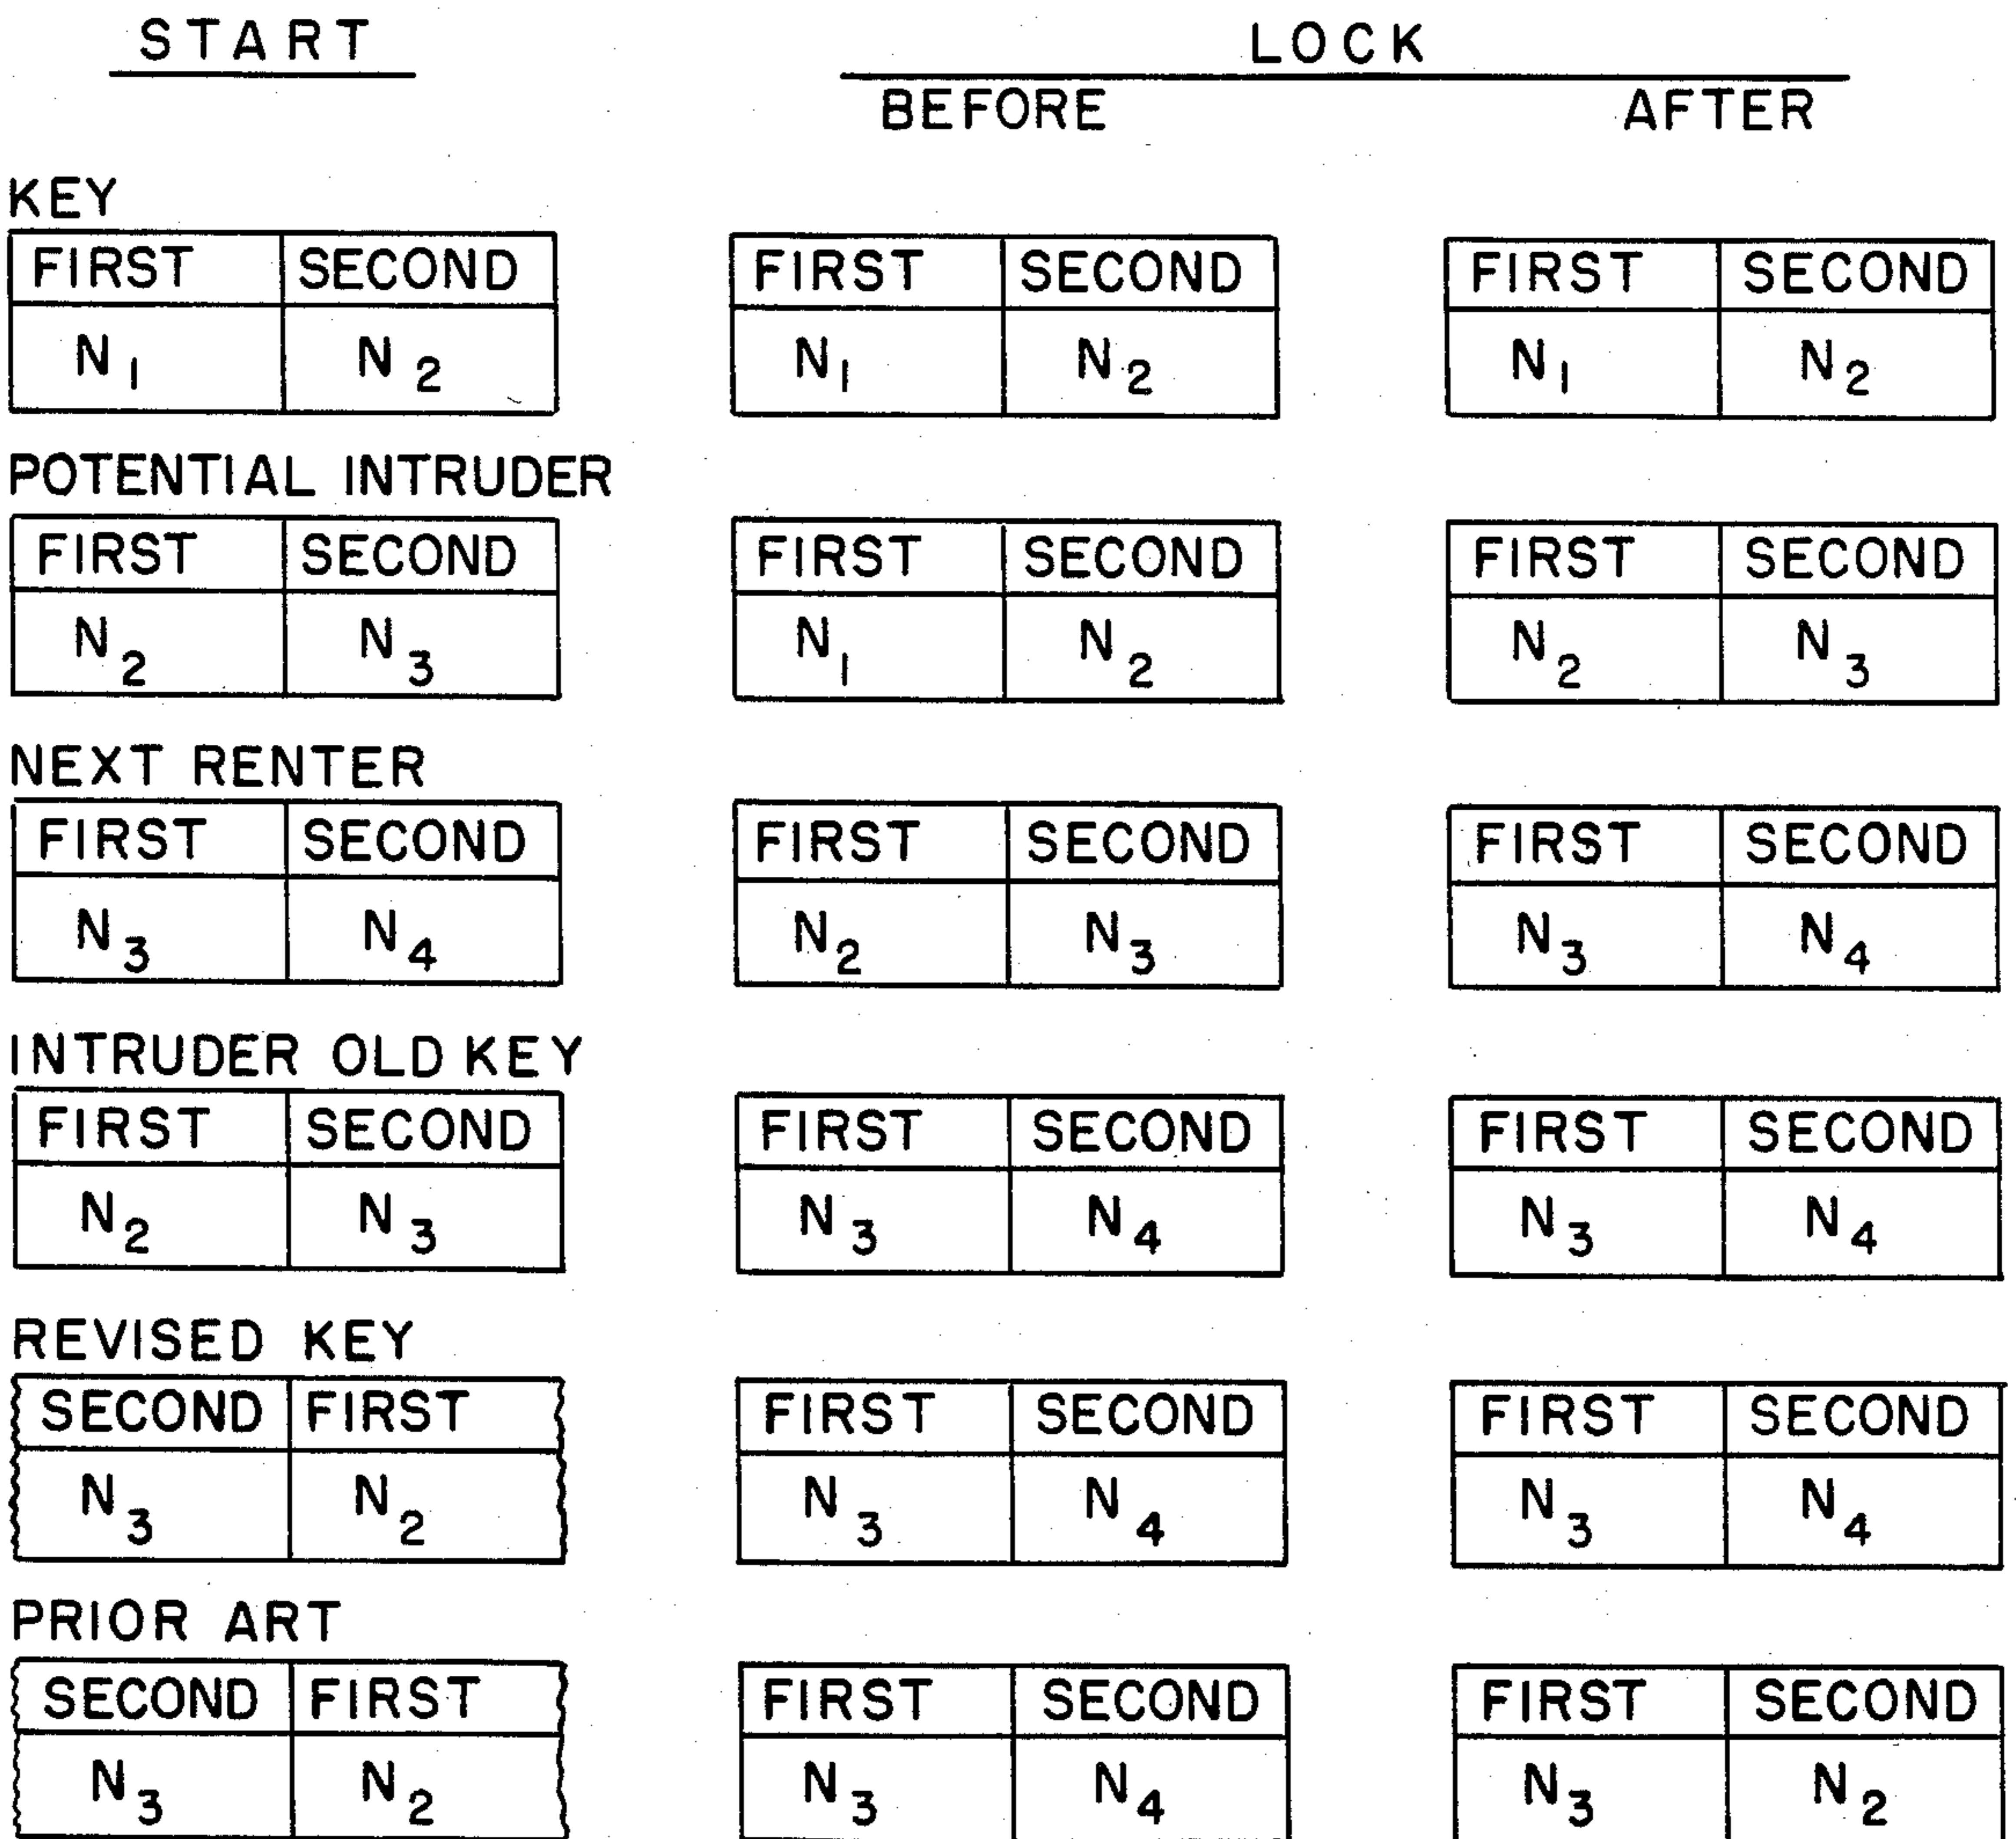 START LOCK
BEFORE AFTER
KEY
FIRST SECOND FIRST SECOND FIRST SECOND
N₁ N₂ N₁ N₂ N₁ N₂
POTENTIAL INTRUDER
FIRST SECOND FIRST SECOND FIRST SECOND
N₂ N₃ N₁ N₂ N₂ N₃
NEXT RENTER
FIRST SECOND FIRST SECOND FIRST SECOND
N₃ N₄ N₂ N₃ N₃ N₄
INTRUDER OLD KEY
FIRST SECOND FIRST SECOND FIRST SECOND
N₂ N₃ N₃ N₄ N₃ N₄
REVISED KEY
SECOND FIRST FIRST SECOND FIRST SECOND
N₃ N₂ N₃ N₄ N₃ N₄
PRIOR ART
SECOND FIRST FIRST SECOND FIRST SECOND
N₃ N₂ N₃ N₄ N₃ N₂